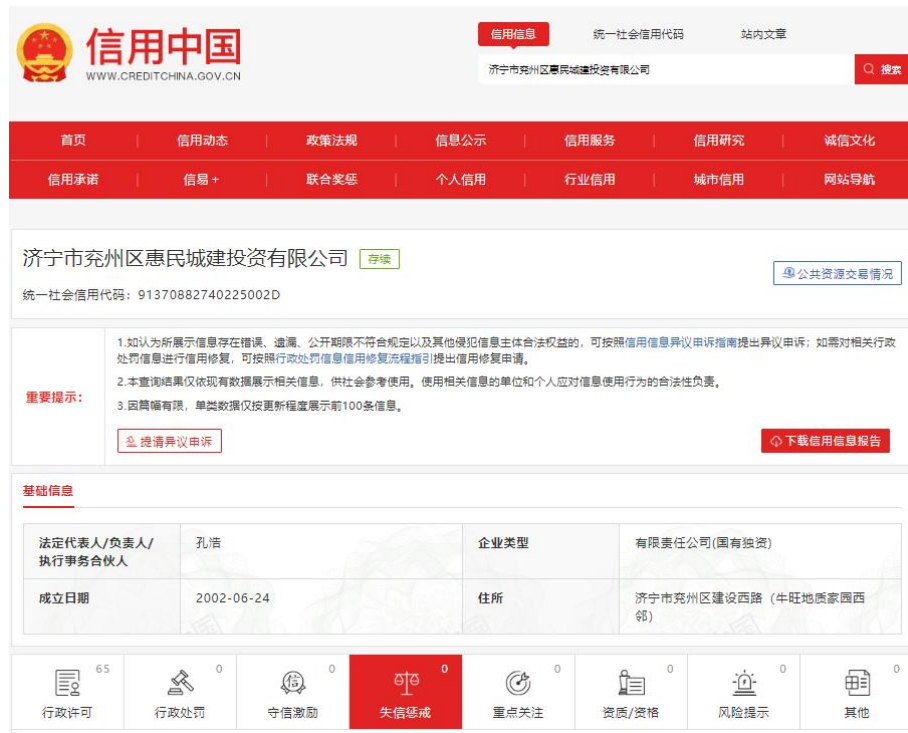 信用中国
WWW.CREDITCHINA.GOV.CN
信用信息 统一社会信用代码 站内文章
济宁市兖州区惠民城建投资有限公司 搜索
首页 信用动态 政策法规 信息公示 信用服务 信用研究 诚信文化
信用承诺 信易+ 联合奖惩 个人信用 行业信用 城市信用 网站导航
济宁市兖州区惠民城建投资有限公司 存续
公共资源交易情况
统一社会信用代码：91370882740225002D
重要提示：
1.如认为所展示信息存在错误、遗漏、公开期限不符合规定以及其他侵犯信息主体合法权益的，可按照信用信息异议申诉指南提出异议申诉；如需对相关行政
处罚信息进行信用修复，可按照行政处罚信息信用修复流程指引提出信用修复申请。
2.本查询结果仅依现有数据展示相关信息，供社会参考使用。使用相关信息的单位和个人应对信息使用行为的合法性负责。
3.因篇幅有限，单类数据仅按更新程度展示前100条信息。
提请异议申诉 下载信用信息报告
基础信息
法定代表人/负责人/
执行事务合伙人
孔浩
企业类型
有限责任公司(国有独资)
成立日期
2002-06-24
住所
济宁市兖州区建设西路（牛旺地质家园西
邻）
65 0 0 0 0 0 0 0
行政许可 行政处罚 守信激励 失信惩戒 重点关注 资质/资格 风险提示 其他